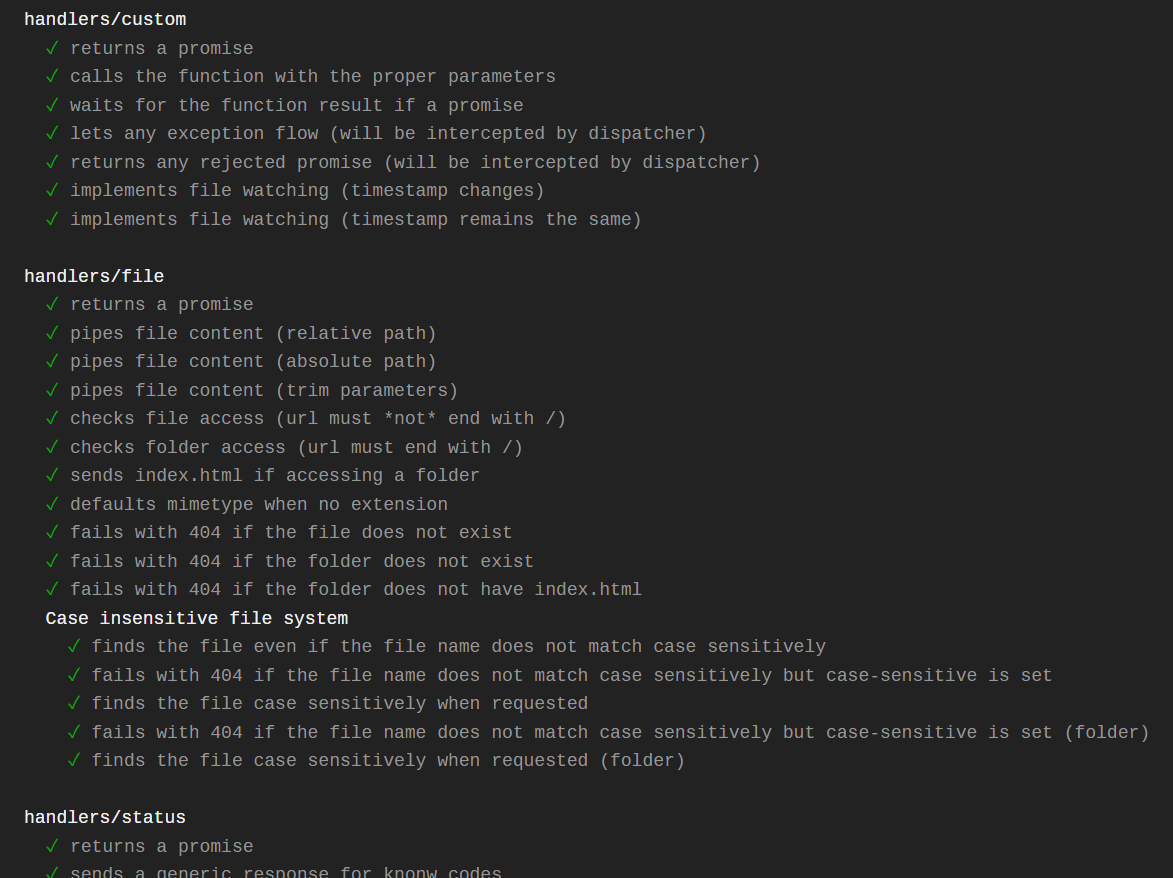 handlers/custom
✓ returns a promise
✓ calls the function with the proper parameters
✓ waits for the function result if a promise
✓ lets any exception flow (will be intercepted by dispatcher)
✓ returns any rejected promise (will be intercepted by dispatcher)
✓ implements file watching (timestamp changes)
✓ implements file watching (timestamp remains the same)
handlers/file
✓ returns a promise
✓ pipes file content (relative path)
✓ pipes file content (absolute path)
✓ pipes file content (trim parameters)
✓ checks file access (url must *not* end with /)
✓ checks folder access (url must end with /)
✓ sends index.html if accessing a folder
✓ defaults mimetype when no extension
✓ fails with 404 if the file does not exist
✓ fails with 404 if the folder does not exist
✓ fails with 404 if the folder does not have index.html
Case insensitive file system
✓ finds the file even if the file name does not match case sensitively
✓ fails with 404 if the file name does not match case sensitively but case-sensitive is set
✓ finds the file case sensitively when requested
✓ fails with 404 if the file name does not match case sensitively but case-sensitive is set (folder)
✓ finds the file case sensitively when requested (folder)
handlers/status
✓ returns a promise
✓ sends a generic response for knonw codes